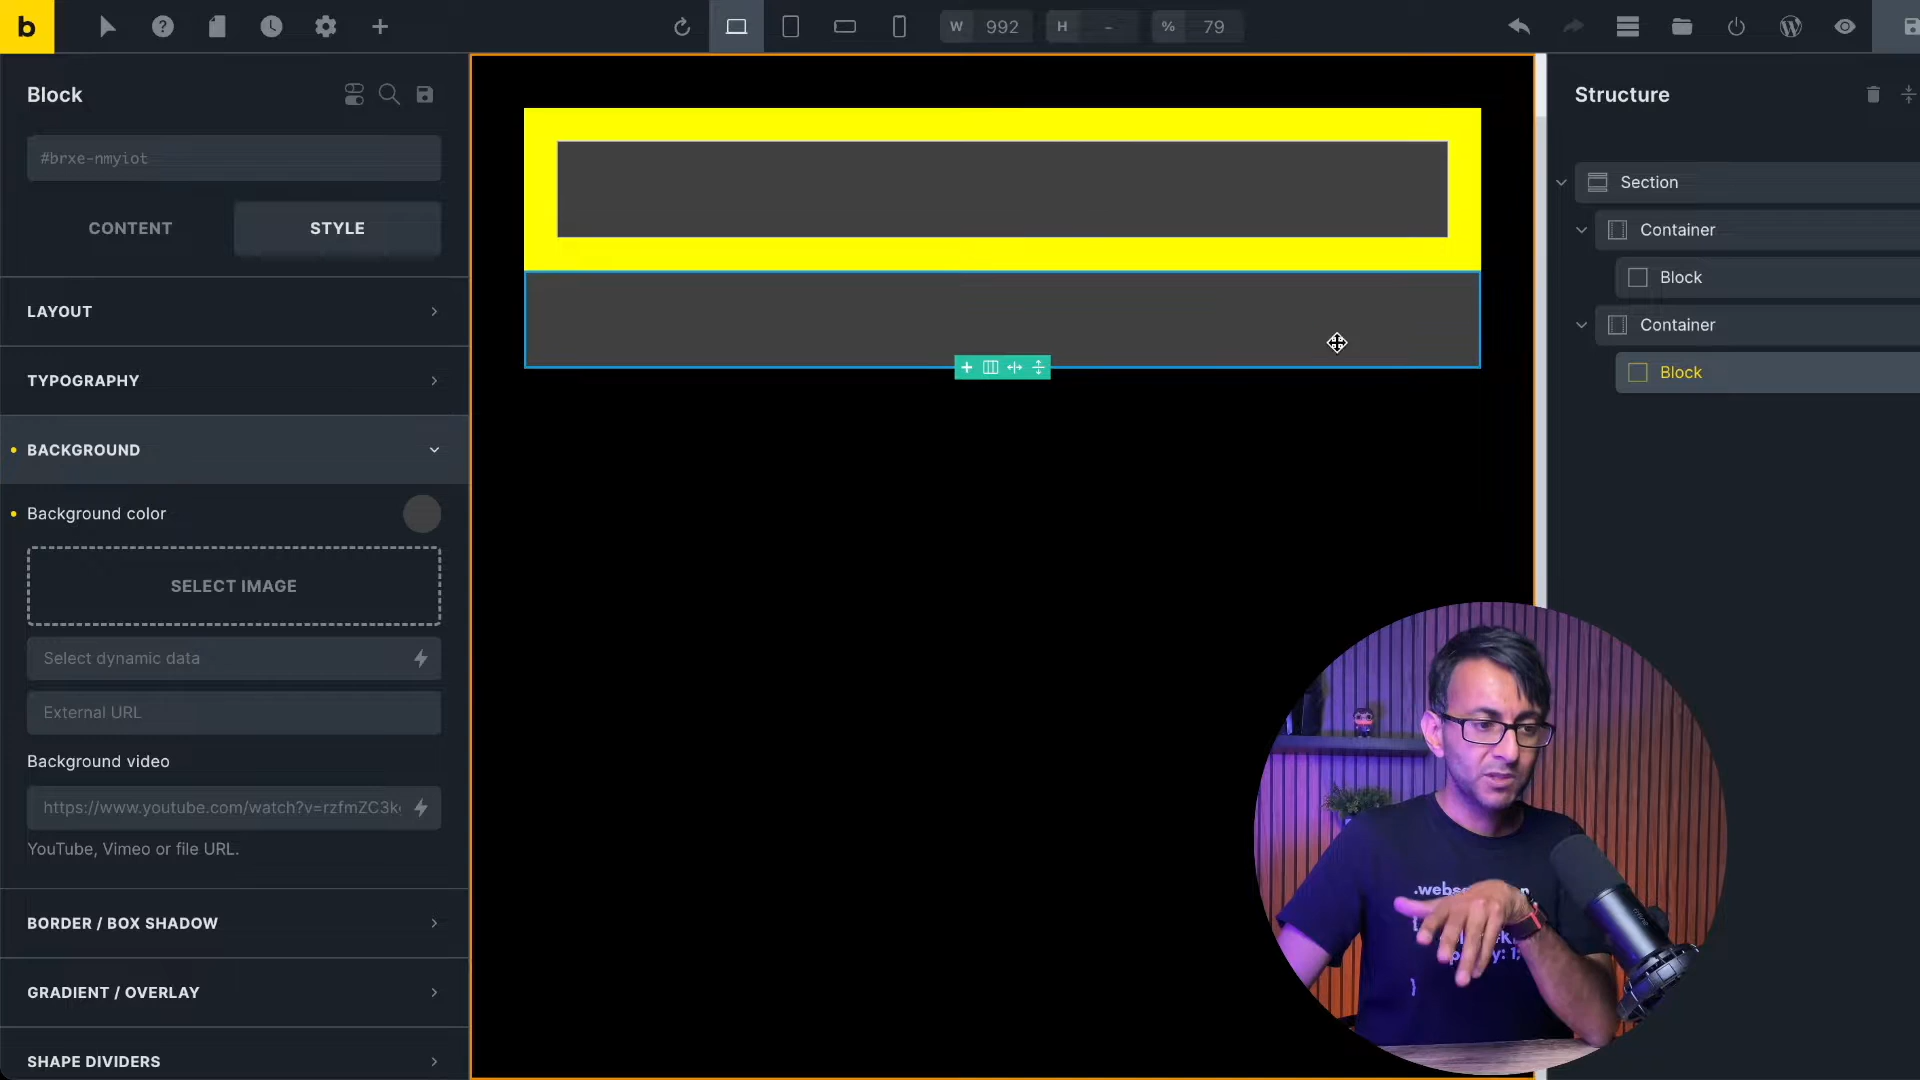 b
W 992
H -
% 79
Block
#brxe-nmyiot
CONTENT
STYLE
LAYOUT
TYPOGRAPHY
BACKGROUND
Background color
SELECT IMAGE
Select dynamic data
External URL
Background video
https://www.youtube.com/watch?v=rzfmZC3k
YouTube, Vimeo or file URL.
BORDER / BOX SHADOW
GRADIENT / OVERLAY
SHAPE DIVIDERS
Structure
Section
Container
Block
Container
Block